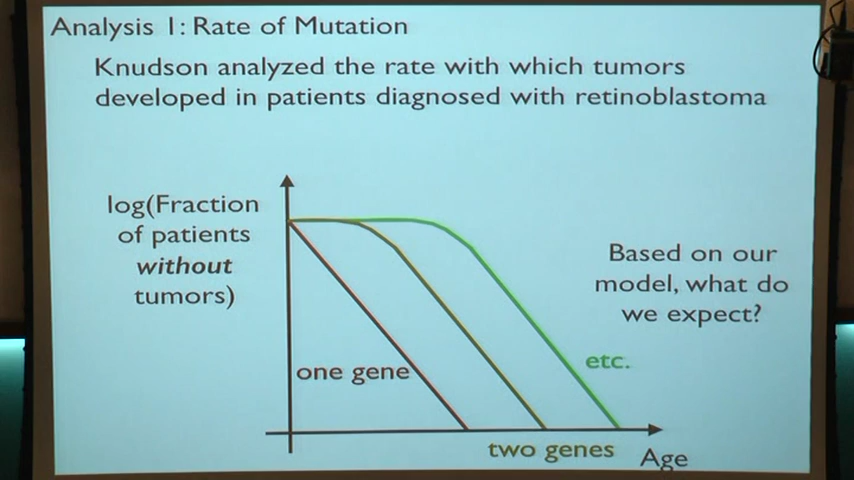 Analysis 1: Rate of Mutation
Knudson analyzed the rate with which tumors
developed in patients diagnosed with retinoblastoma
log(Fraction
of patients
without
tumors)
Based on our
model, what do
we expect?
one gene
etc.
two genes
Age